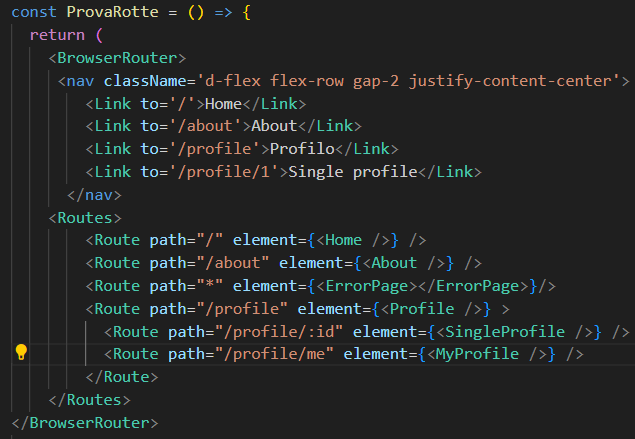 const ProvaRotte = () => {
return (
<BrowserRouter>
<nav className='d-flex flex-row gap-2 justify-content-center'>
<Link to='/'>Home</Link>
<Link to='/about'>About</Link>
<Link to='/profile'>Profilo</Link>
<Link to='/profile/1'>Single profile</Link>
</nav>
<Routes>
<Route path="/" element={<Home />} />
<Route path="/about" element={<About />} />
<Route path="*" element={<ErrorPage></ErrorPage>}/>
<Route path="/profile" element={<Profile />} >
<Route path="/profile/:id" element={<SingleProfile />} />
<Route path="/profile/me" element={<MyProfile />} />
</Route>
</Routes>
</BrowserRouter>